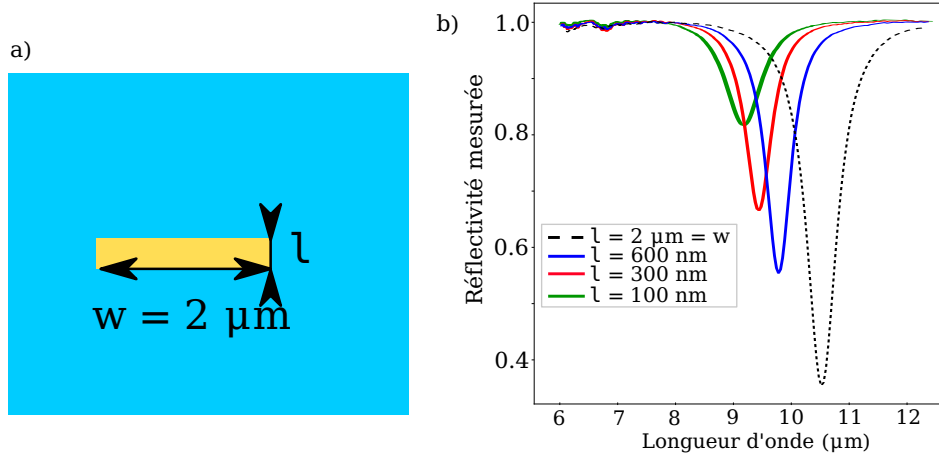 a)
l
w = 2 µm
b)
Réflectivité mesurée
1.0
0.8
0.6
0.4
l = 2 µm = w
l = 600 nm
l = 300 nm
l = 100 nm
6 7 8 9 10 11 12
Longueur d'onde (µm)